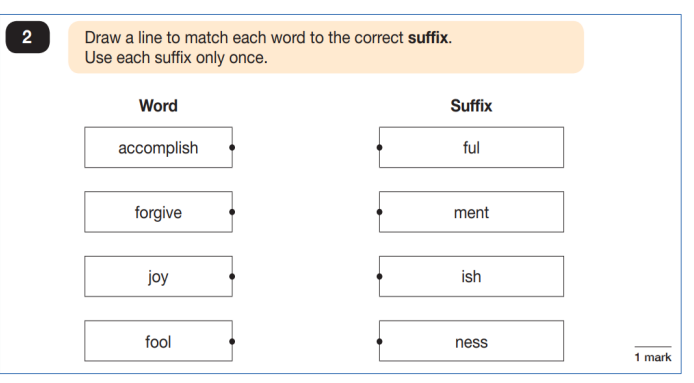 2
Draw a line to match each word to the correct suffix.
Use each suffix only once.
Word Suffix
accomplish ful
forgive ment
joy ish
fool ness
1 mark